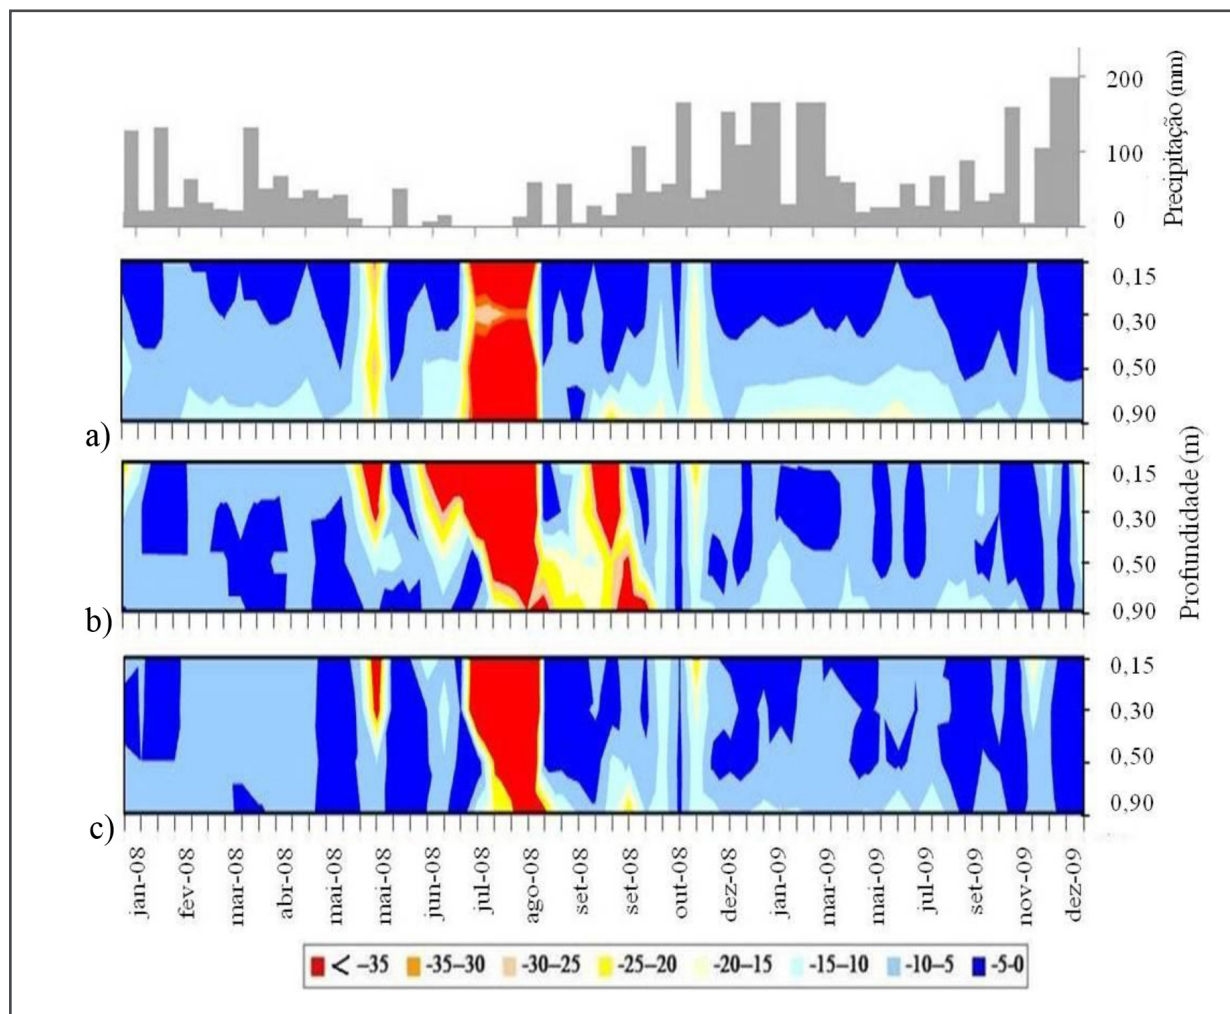 200
100
0
Precipitação (mm)
0,15
0,30
0,50
0,90
a)
0,15
0,30
0,50
0,90
b)
Profundidade (m)
0,15
0,30
0,50
0,90
c)
jan-08
fev-08
mar-08
abr-08
mai-08
mai-08
jun-08
jul-08
ago-08
set-08
set-08
out-08
dez-08
jan-09
mar-09
mai-09
jul-09
set-09
nov-09
dez-09
< –35
-35–30
-30–25
-25–20
-20–15
-15–10
-10–5
-5-0